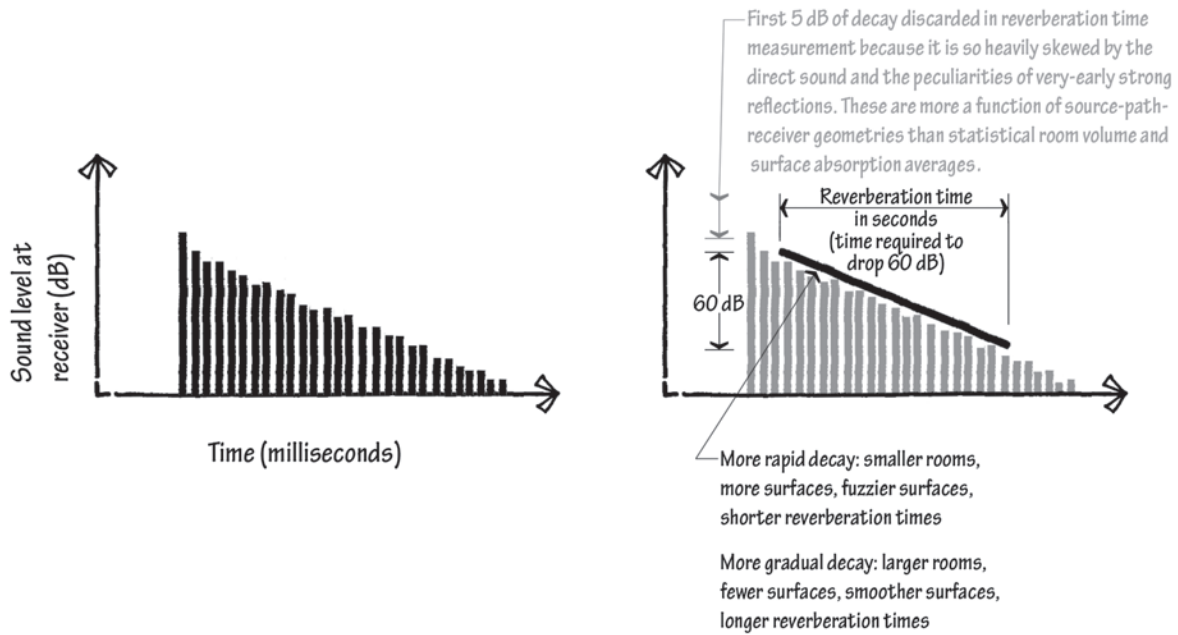 Sound level at
receiver (dB)
Time (milliseconds)
First 5 dB of decay discarded in reverberation time
measurement because it is so heavily skewed by the
direct sound and the peculiarities of very-early strong
reflections. These are more a function of source-path-
receiver geometries than statistical room volume and
surface absorption averages.
Reverberation time
in seconds
(time required to
drop 60 dB)
60 dB
More rapid decay: smaller rooms,
more surfaces, fuzzier surfaces,
shorter reverberation times
More gradual decay: larger rooms,
fewer surfaces, smoother surfaces,
longer reverberation times